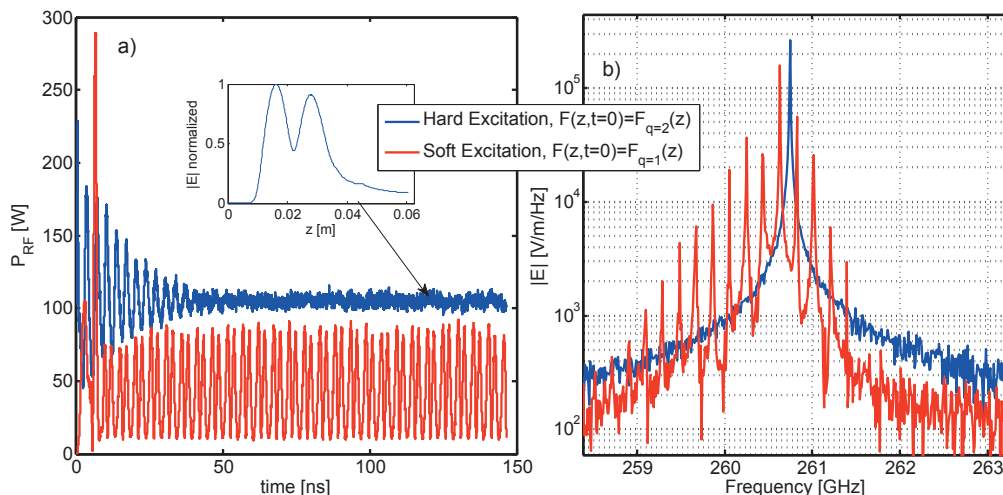 a)
P_RF [W]
300
250
200
150
100
50
0
0 50 100 150
time [ns]
|E| normalized
1
0.5
0
0 0.02 0.04 0.06
z [m]
Hard Excitation, F(z,t=0)=F_q=2(z)
Soft Excitation, F(z,t=0)=F_q=1(z)
b)
|E| [V/m/Hz]
10^5
10^4
10^3
10^2
259 260 261 262 263
Frequency [GHz]